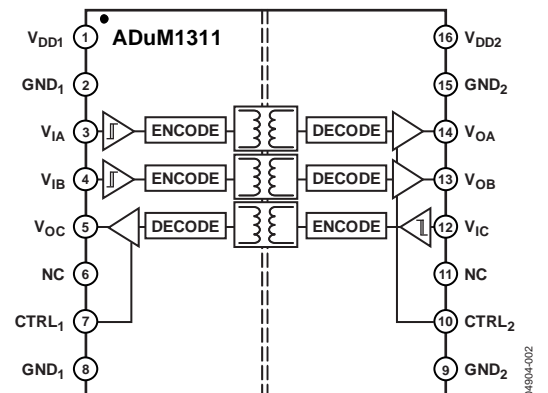 ADuM1311
VDD1 1 16 VDD2
GND1 2 15 GND2
VIA 3 ENCODE DECODE 14 VOA
VIB 4 ENCODE DECODE 13 VOB
VOC 5 DECODE ENCODE 12 VIC
NC 6 11 NC
CTRL1 7 10 CTRL2
GND1 8 9 GND2